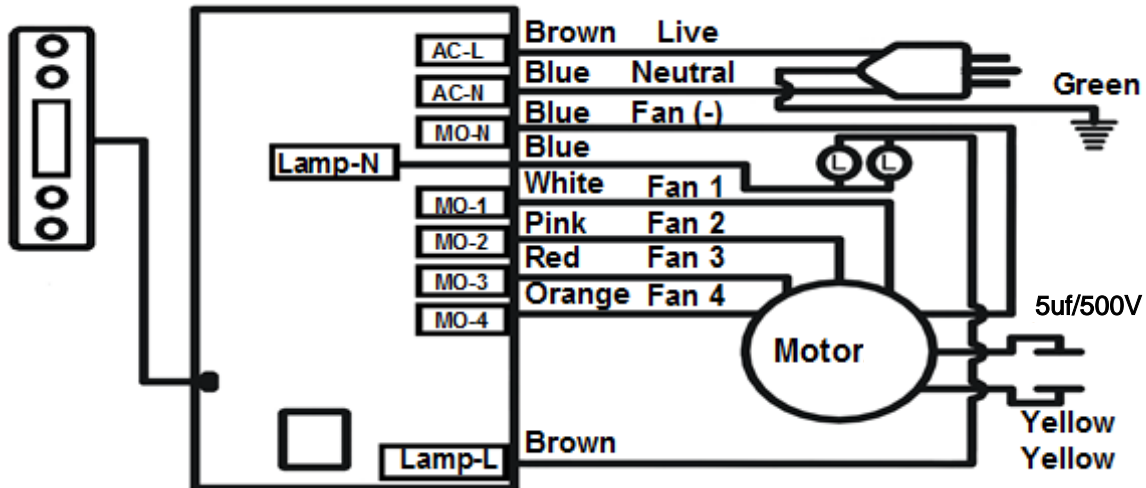 AC-L Brown Live
AC-N Blue Neutral
Green
MO-N Blue Fan (-)
Lamp-N Blue
L L
MO-1 White Fan 1
MO-2 Pink Fan 2
MO-3 Red Fan 3
MO-4 Orange Fan 4
5uf/500V
Motor
Yellow
Yellow
Lamp-L Brown